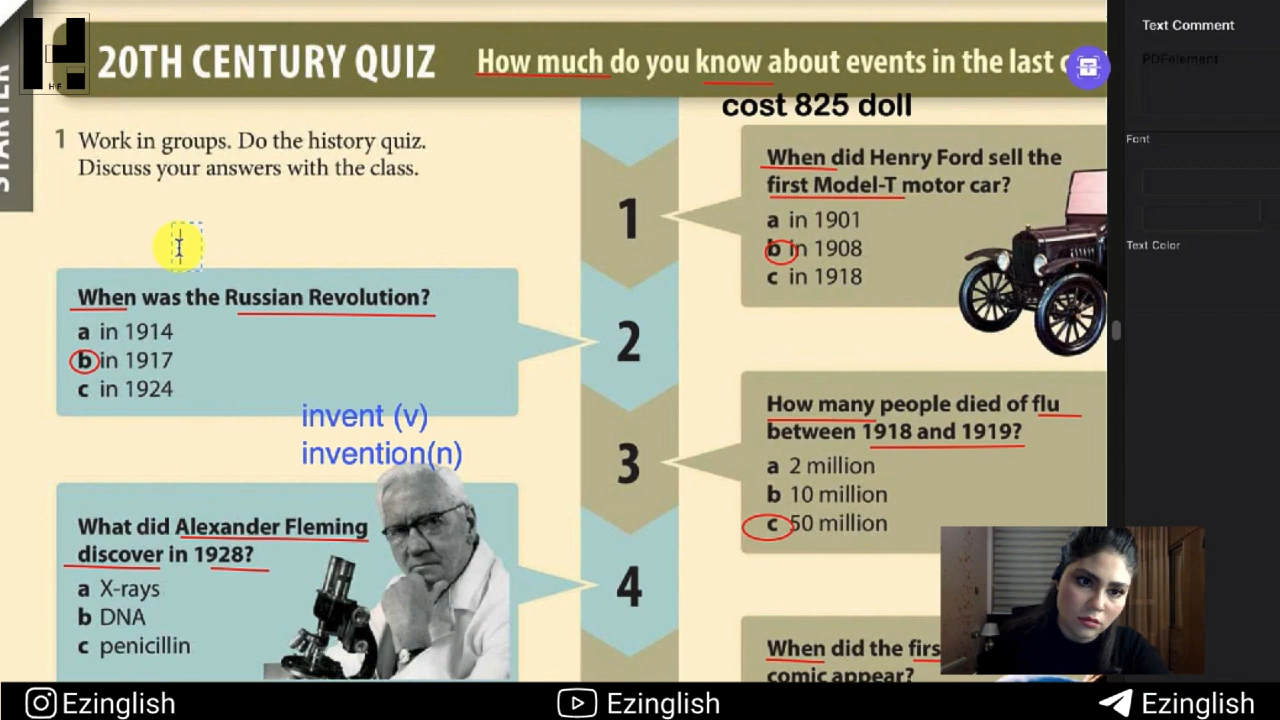 STARTER
HF
20TH CENTURY QUIZ
How much do you know about events in the last
cost 825 doll
1 Work in groups. Do the history quiz.
Discuss your answers with the class.
1
When did Henry Ford sell the
first Model-T motor car?
a in 1901
b in 1908
c in 1918
When was the Russian Revolution?
a in 1914
b in 1917
c in 1924
2
invent (v)
invention(n)
3
How many people died of flu
between 1918 and 1919?
a 2 million
b 10 million
c 50 million
What did Alexander Fleming
discover in 1928?
a X-rays
b DNA
c penicillin
4
When did the firs
comic appear?
Text Comment
PDFelement
Font
Text Color
Ezinglish
Ezinglish
Ezinglish